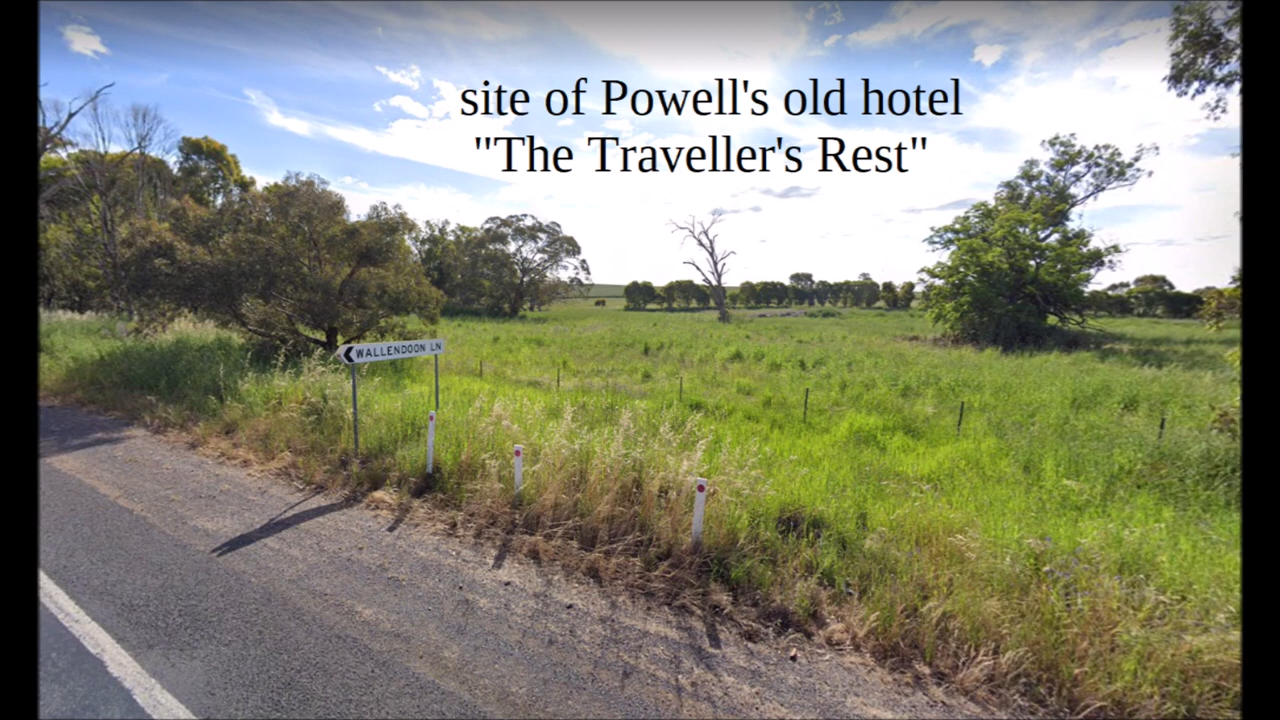 site of Powell's old hotel
"The Traveller's Rest"
WALLENDOON LN